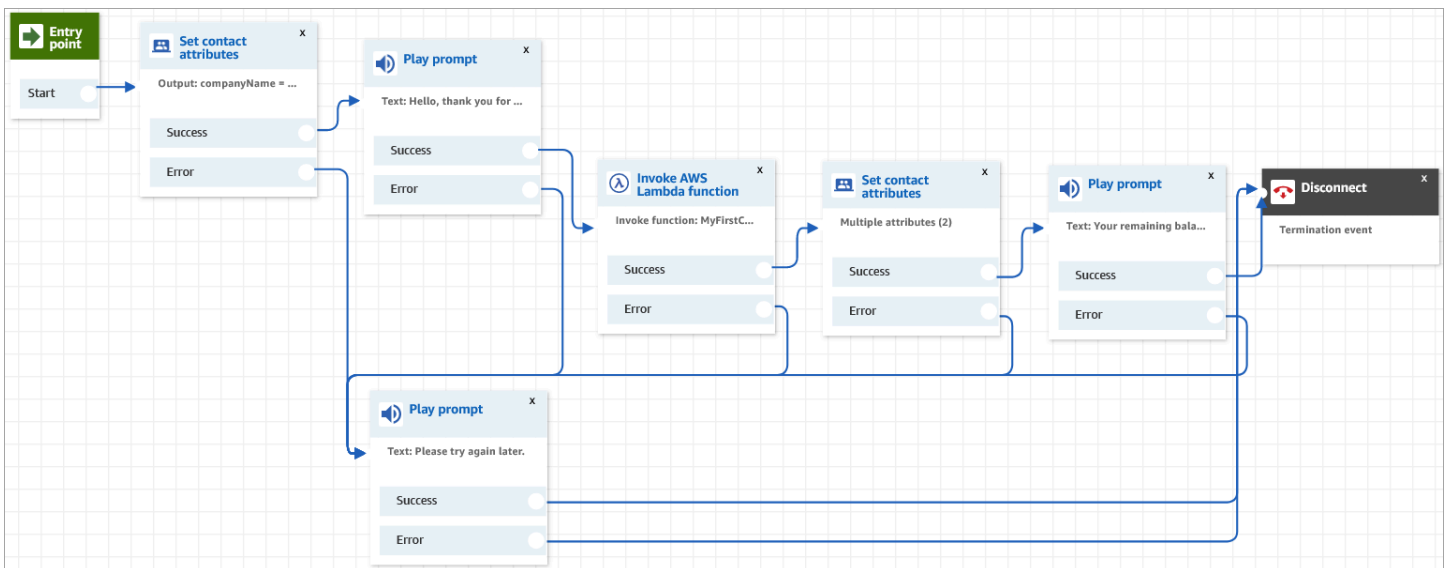 Entry
point
Start
Set contact
attributes
x
Output: companyName = ...
Success
Error
Play prompt
x
Text: Hello, thank you for ...
Success
Error
Invoke AWS
Lambda function
x
Invoke function: MyFirstC...
Success
Error
Set contact
attributes
x
Multiple attributes (2)
Success
Error
Play prompt
x
Text: Your remaining bala...
Success
Error
Disconnect
x
Termination event
Play prompt
x
Text: Please try again later.
Success
Error